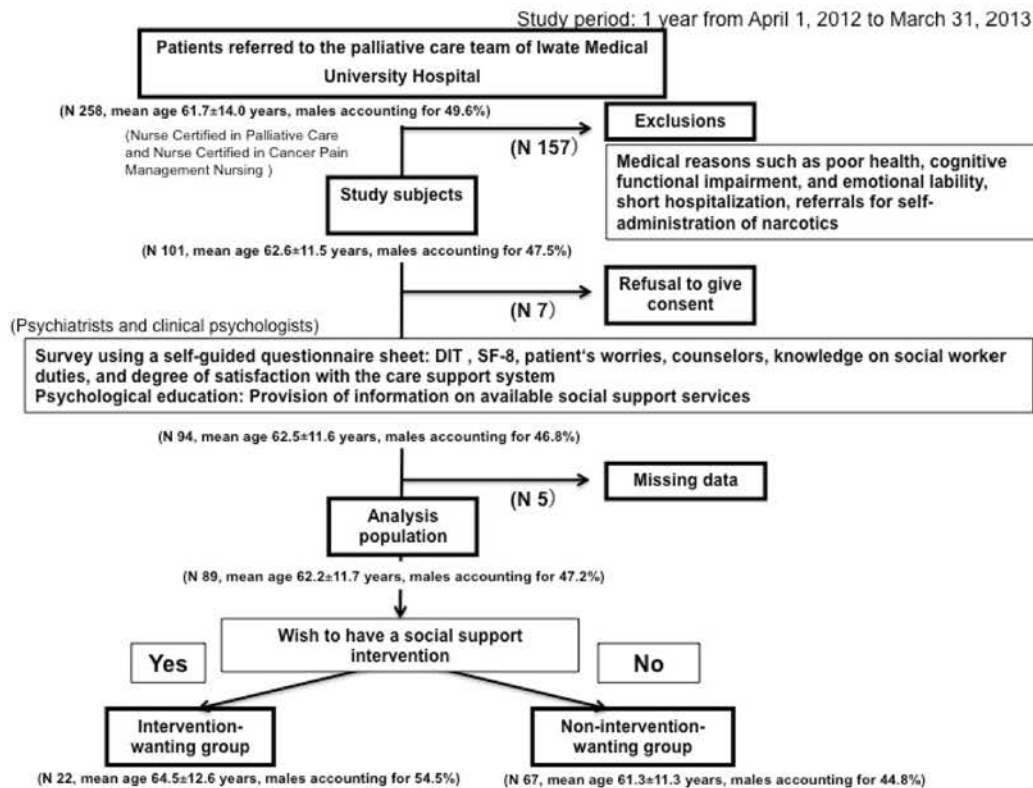 Study period: 1 year from April 1, 2012 to March 31, 2013
Patients referred to the palliative care team of Iwate Medical
University Hospital
(N 258, mean age 61.7±14.0 years, males accounting for 49.6%)
(Nurse Certified in Palliative Care
and Nurse Certified in Cancer Pain
Management Nursing )
(N 157)
Exclusions
Medical reasons such as poor health, cognitive
functional impairment, and emotional lability,
short hospitalization, referrals for self-
administration of narcotics
Study subjects
(N 101, mean age 62.6±11.5 years, males accounting for 47.5%)
(N 7)
Refusal to give
consent
(Psychiatrists and clinical psychologists)
Survey using a self-guided questionnaire sheet: DIT , SF-8, patient's worries, counselors, knowledge on social worker
duties, and degree of satisfaction with the care support system
Psychological education: Provision of information on available social support services
(N 94, mean age 62.5±11.6 years, males accounting for 46.8%)
(N 5)
Missing data
Analysis
population
(N 89, mean age 62.2±11.7 years, males accounting for 47.2%)
Wish to have a social support
intervention
Yes
No
Intervention-
wanting group
(N 22, mean age 64.5±12.6 years, males accounting for 54.5%)
Non-intervention-
wanting group
(N 67, mean age 61.3±11.3 years, males accounting for 44.8%)